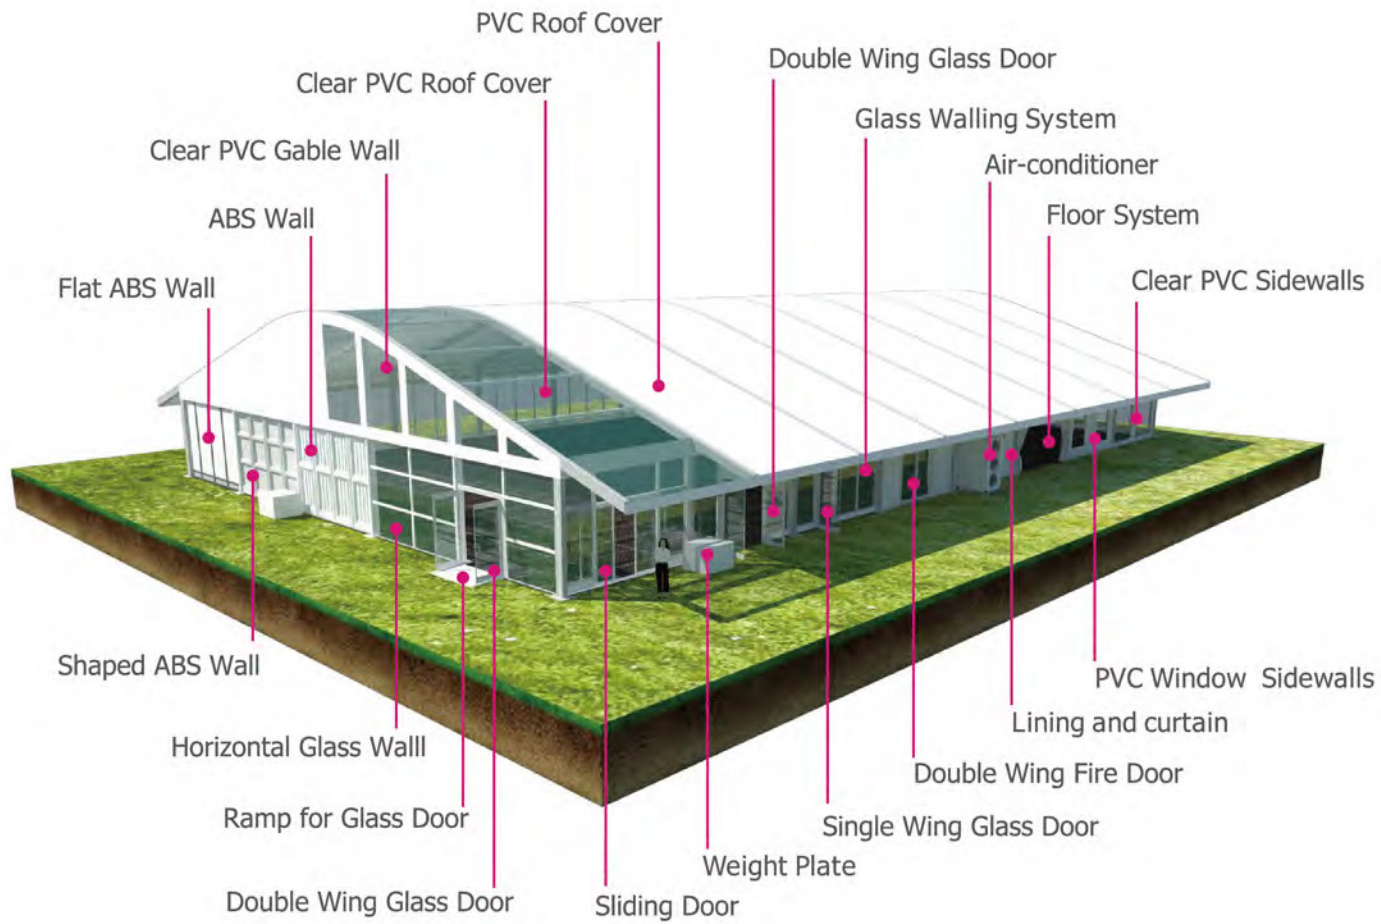 PVC Roof Cover
Double Wing Glass Door
Clear PVC Roof Cover
Glass Walling System
Clear PVC Gable Wall
Air-conditioner
ABS Wall
Floor System
Flat ABS Wall
Clear PVC Sidewalls
Shaped ABS Wall
PVC Window Sidewalls
Lining and curtain
Horizontal Glass Walll
Double Wing Fire Door
Ramp for Glass Door
Single Wing Glass Door
Weight Plate
Double Wing Glass Door
Sliding Door